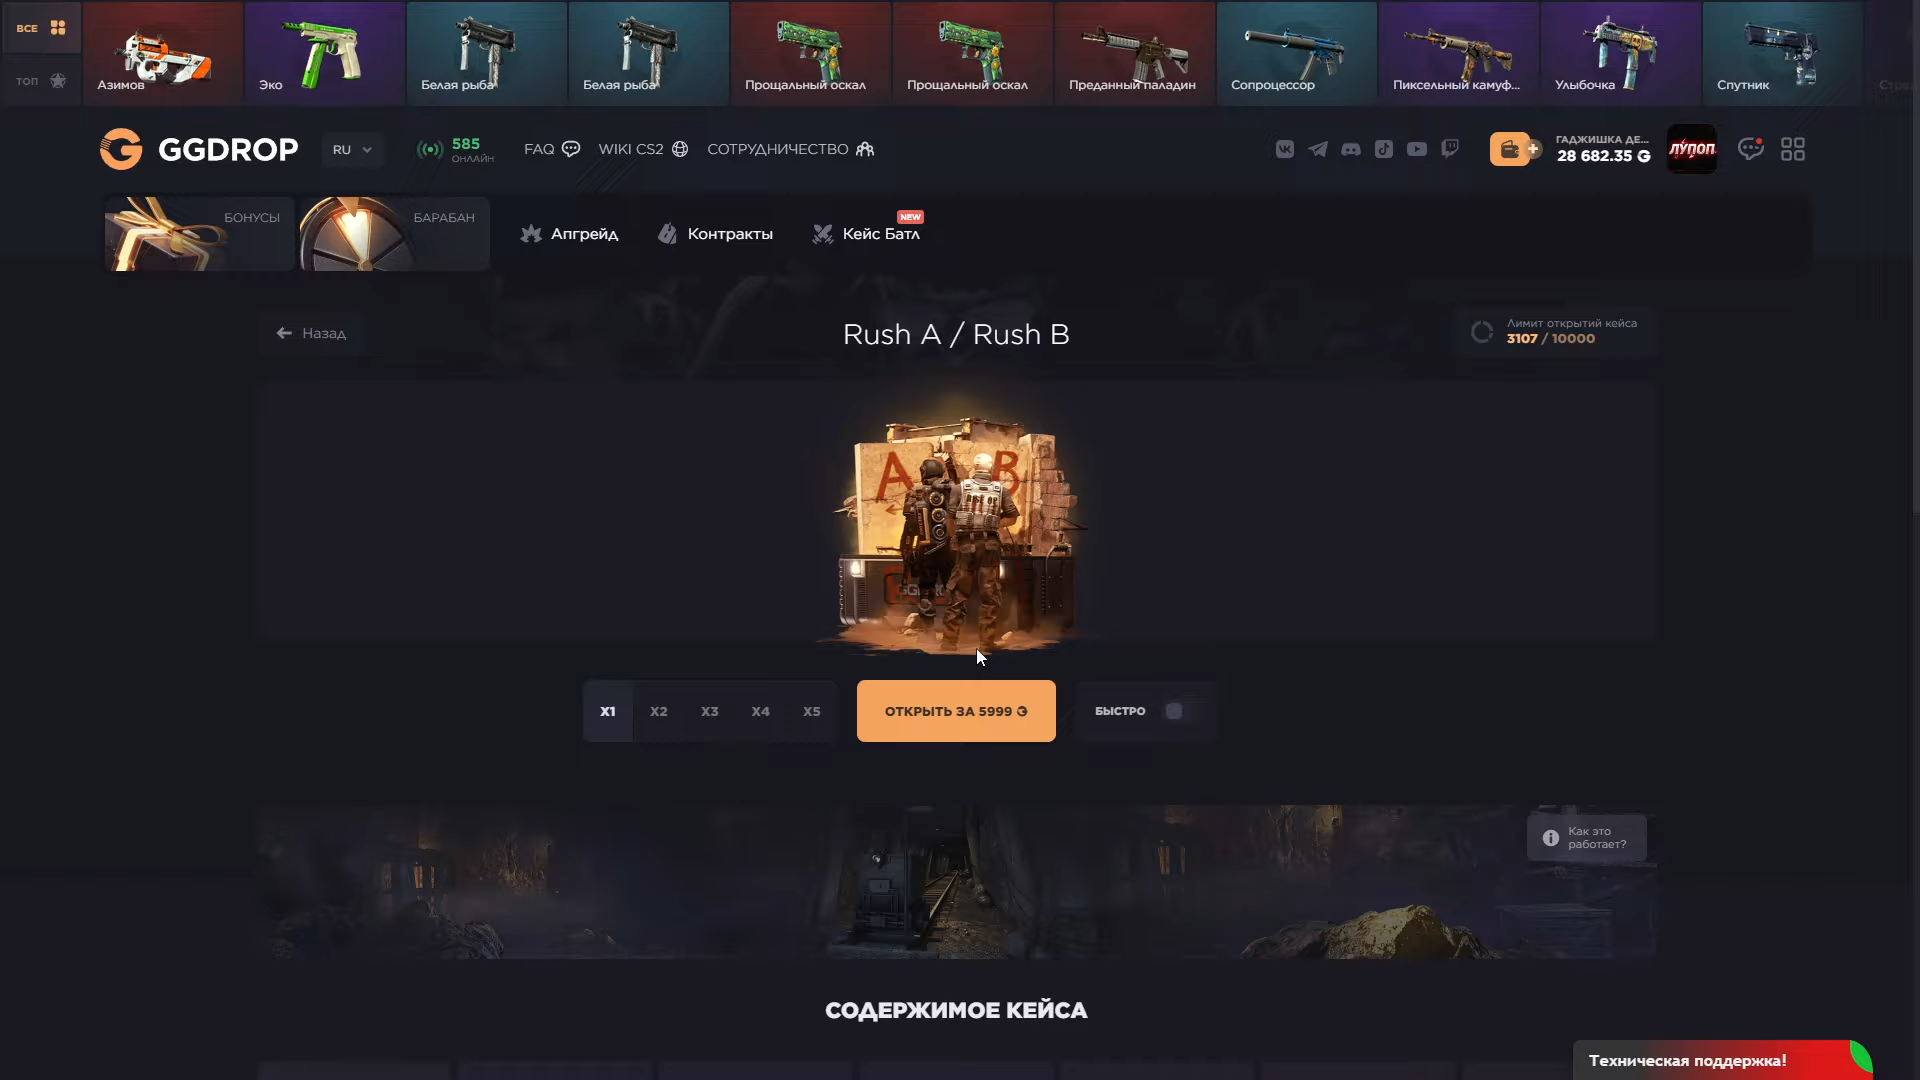 ВСЕ
ТОП
Азимов
Эко
Белая рыба
Белая рыба
Прощальный оскал
Прощальный оскал
Преданный паладин
Сопроцессор
Пиксельный камуф...
Улыбочка
Спутник
GGDROP
RU
585
ОНЛАЙН
FAQ
WIKI CS2
СОТРУДНИЧЕСТВО
ГАДЖИШКА ДЕ...
28 682.35
ЛУПОП
БОНУСЫ
БАРАБАН
Апгрейд
Контракты
Кейс Батл
NEW
Назад
Rush A / Rush B
Лимит открытий кейса
3107 / 10000
A B
X1
X2
X3
X4
X5
ОТКРЫТЬ ЗА 5999
БЫСТРО
Как это
работает?
СОДЕРЖИМОЕ КЕЙСА
Техническая поддержка!